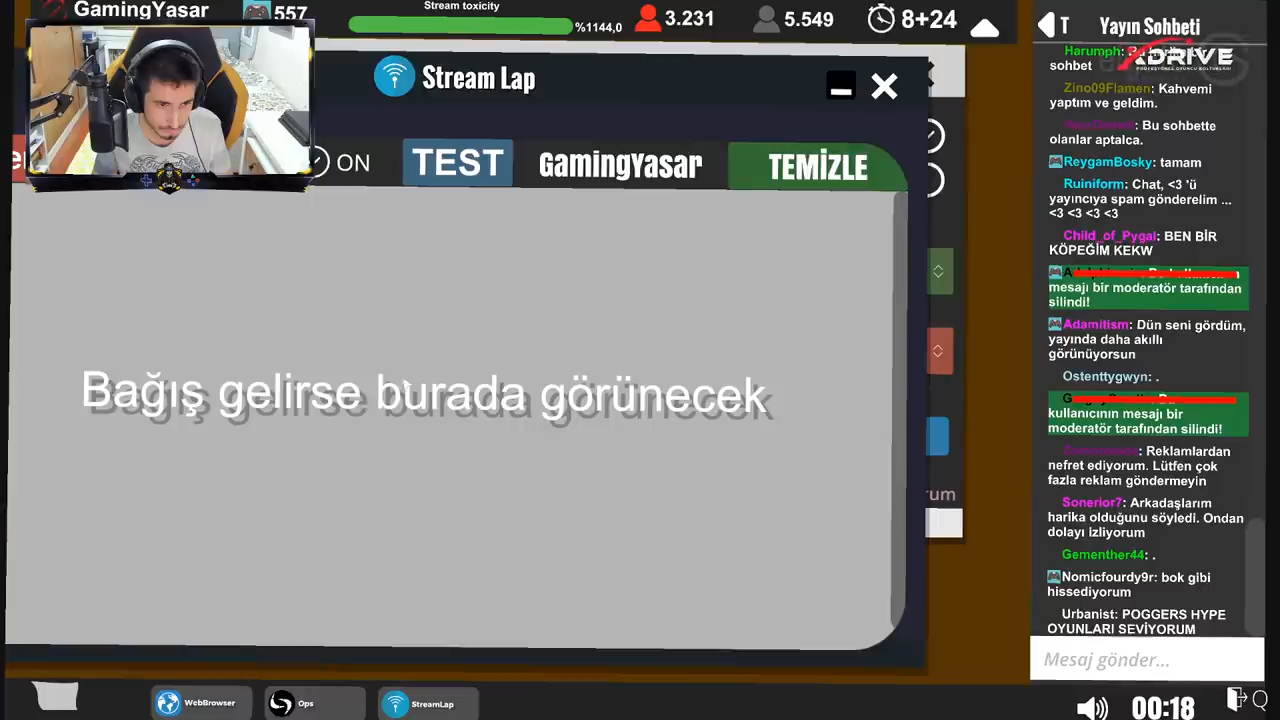 GamingYasar
557
Stream toxicity
%1144,0
3.231
5.549
8+24
Stream Lap
ON
TEST
GamingYasar
TEMİZLE
Bağış gelirse burada görünecek
rum
WebBrowser
Ops
StreamLap
00:18
Q
T
Yayın Sohbeti
XDRIVE
PROFESYONEL OYUNCU KOLTUKLARI
Harumph:
sohbet
Zino09Flamen: Kahvemi
yaptım ve geldim.
Bu sohbette
olanlar aptalca.
ReygamBosky: tamam
Ruiniform: Chat, <3 'ü
yayıncıya spam gönderelim ...
<3 <3 <3 <3
Child_of_Pygal: BEN BİR
KÖPEĞİM KEKW
mesajı bir moderatör tarafından
silindi!
Adamitism: Dün seni gördüm,
yayında daha akıllı
görünüyorsun
Ostenttygwyn: .
kullanıcının mesajı bir
moderatör tarafından silindi!
: Reklamlardan
nefret ediyorum. Lütfen çok
fazla reklam göndermeyin
Sonerior7: Arkadaşlarım
harika olduğunu söyledi. Ondan
dolayı izliyorum
Gementher44: .
Nomicfourdy9r: bok gibi
hissediyorum
Urbanist: POGGERS HYPE
OYUNLARI SEVİYORUM
Mesaj gönder...